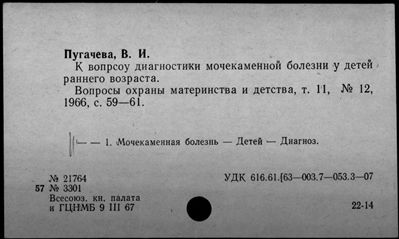 Пугачева, В. И.
К вопрсоу диагностики мочекаменной болезни у детей
раннего возраста.
Вопросы охраны материнства и детства, т. 11, № 12,
1966, с. 59—61.
— — 1. Мочекаменная болезнь — Детей — Диагноз.
№ 21764 УДК 616.61.[63—003.7—053.3—07
57 № 3301
Всесоюз. кн. палата
и ГЦНМБ 9 III 67 22-14